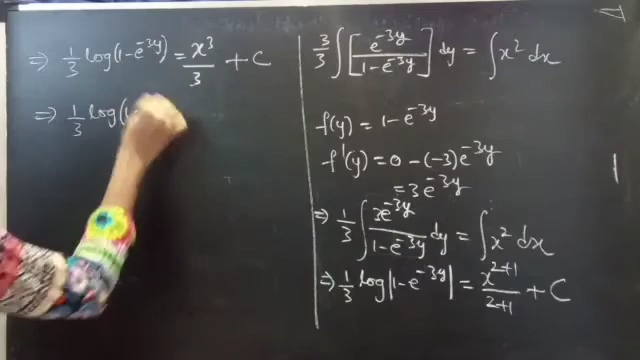 ⇒ 1/3 log(1-e^-3y) = x^3/3 + C
⇒ 1/3 log(1
3/3 ∫ [e^-3y/1-e^-3y] dy = ∫ x^2 dx
f(y) = 1-e^-3y
f'(y) = 0-(-3)e^-3y
= 3e^-3y
⇒ 1/3 ∫ 3e^-3y/1-e^-3y dy = ∫ x^2 dx
⇒ 1/3 log|1-e^-3y| = x^2+1/2+1 + C